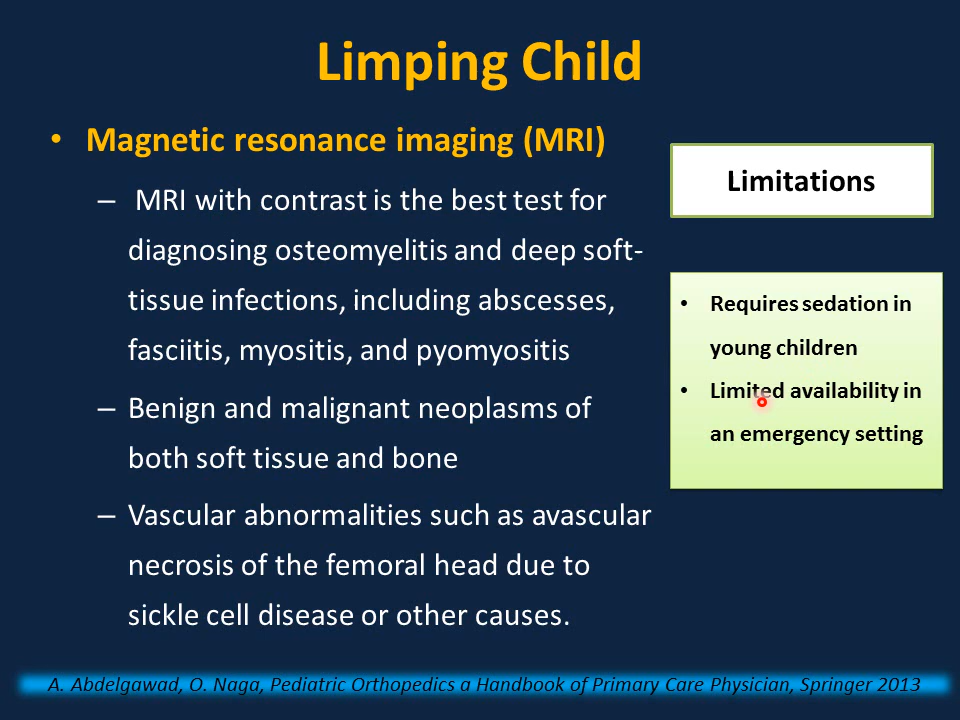 Limping Child
• Magnetic resonance imaging (MRI)
– MRI with contrast is the best test for
diagnosing osteomyelitis and deep soft-
tissue infections, including abscesses,
fasciitis, myositis, and pyomyositis
– Benign and malignant neoplasms of
both soft tissue and bone
– Vascular abnormalities such as avascular
necrosis of the femoral head due to
sickle cell disease or other causes.
Limitations
• Requires sedation in
young children
• Limited availability in
an emergency setting
A. Abdelgawad, O. Naga, Pediatric Orthopedics a Handbook of Primary Care Physician, Springer 2013